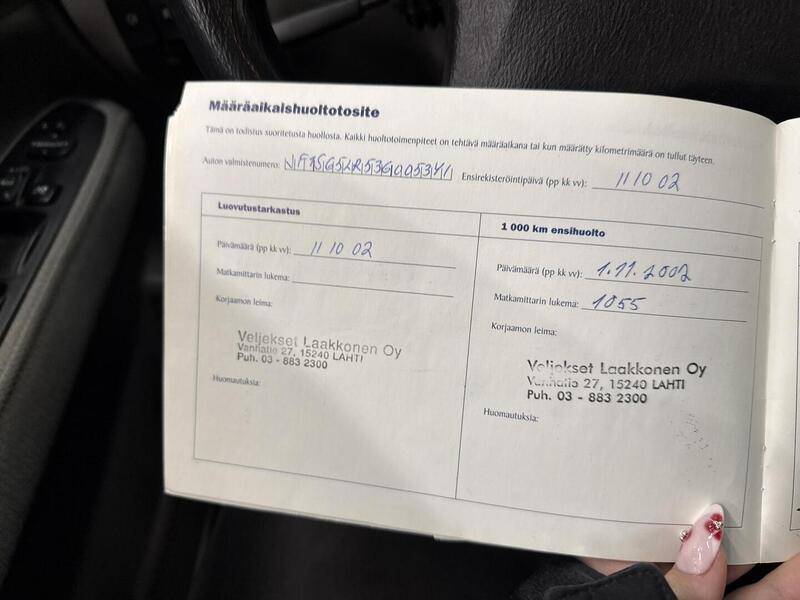 Määräaikaishuoltotosite
Tämä on todistus suoritetusta huollosta. Kaikki huoltotoimenpiteet on tehtävä määräaikana tai kun määrätty kilometrimäärä on tullut täyteen.
Auton valmistenumero:
Ensirekisteröintipäivä (pp kk vv): 11 10 02
Luovutustarkastus
Päivämäärä (pp kk vv): 11 10 02
Matkamittarin lukema:
Korjaamon leima:
Veljekset Laakkonen Oy
Vanhatie 27, 15240 LAHTI
Puh. 03 - 883 2300
Huomautuksia:
1 000 km ensihuolto
Päivämäärä (pp kk vv): 1.11.2002
Matkamittarin lukema: 1055
Korjaamon leima:
Veljekset Laakkonen Oy
Vanhatie 27, 15240 LAHTI
Puh. 03 - 883 2300
Huomautuksia: